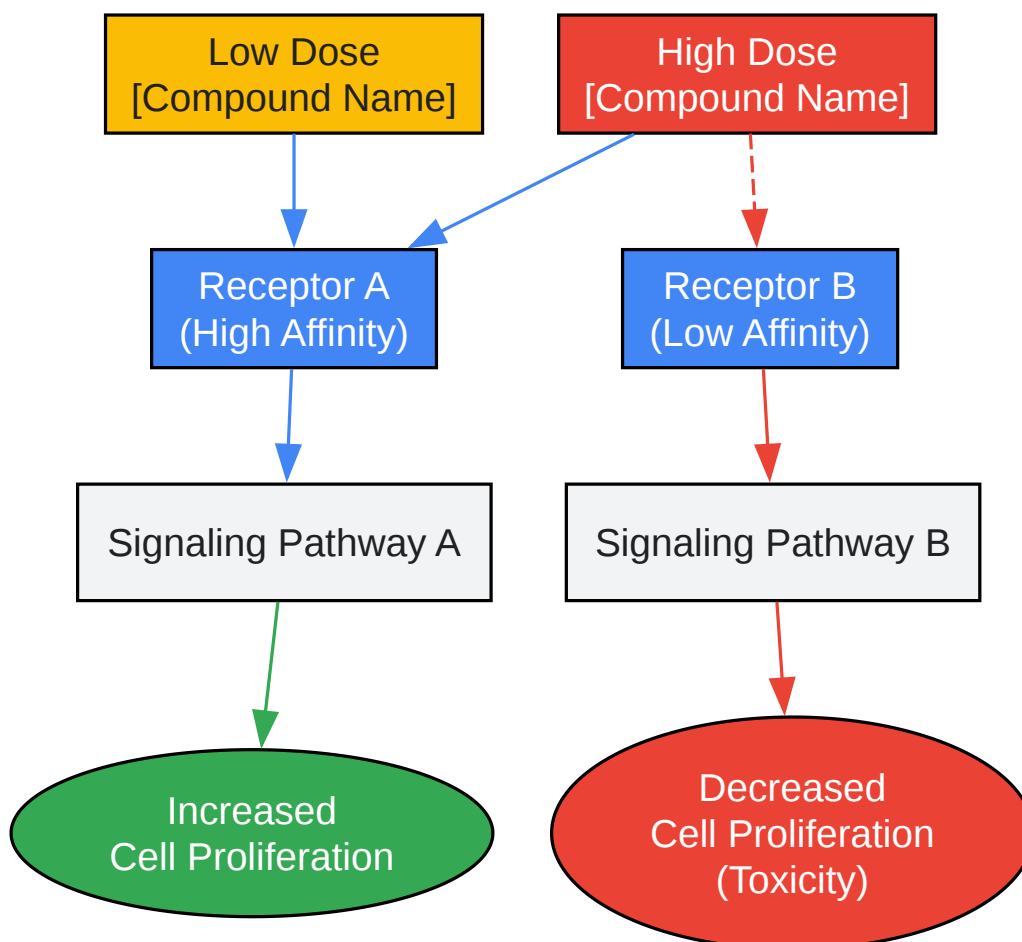 Low Dose
[Compound Name]
High Dose
[Compound Name]
Receptor A
(High Affinity)
Receptor B
(Low Affinity)
Signaling Pathway A
Signaling Pathway B
Increased
Cell Proliferation
Decreased
Cell Proliferation
(Toxicity)